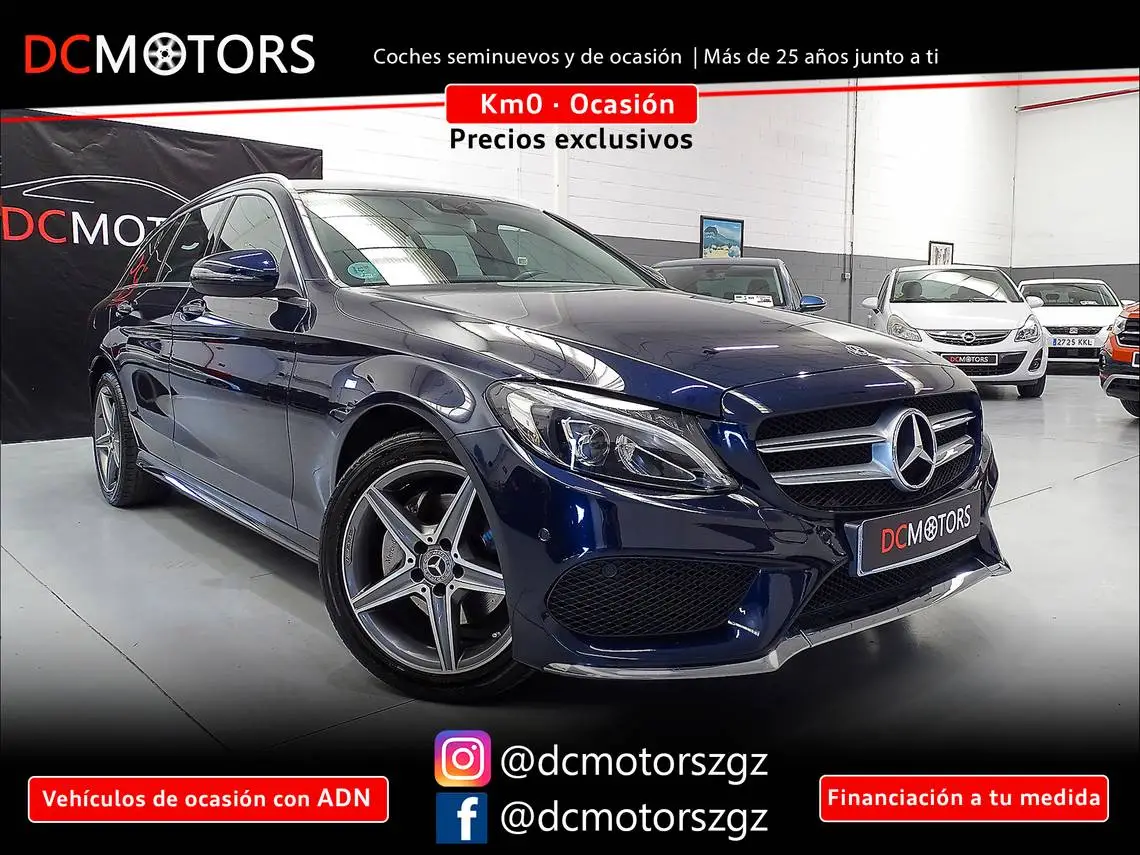 DCMOTORS
Coches seminuevos y de ocasión | Más de 25 años junto a ti
Km0 · Ocasión
Precios exclusivos
DCMOT
DCMOTORS
2725 KKL
DCMOTORS
Vehículos de ocasión con ADN
@dcmotorszgz
@dcmotorszgz
Financiación a tu medida